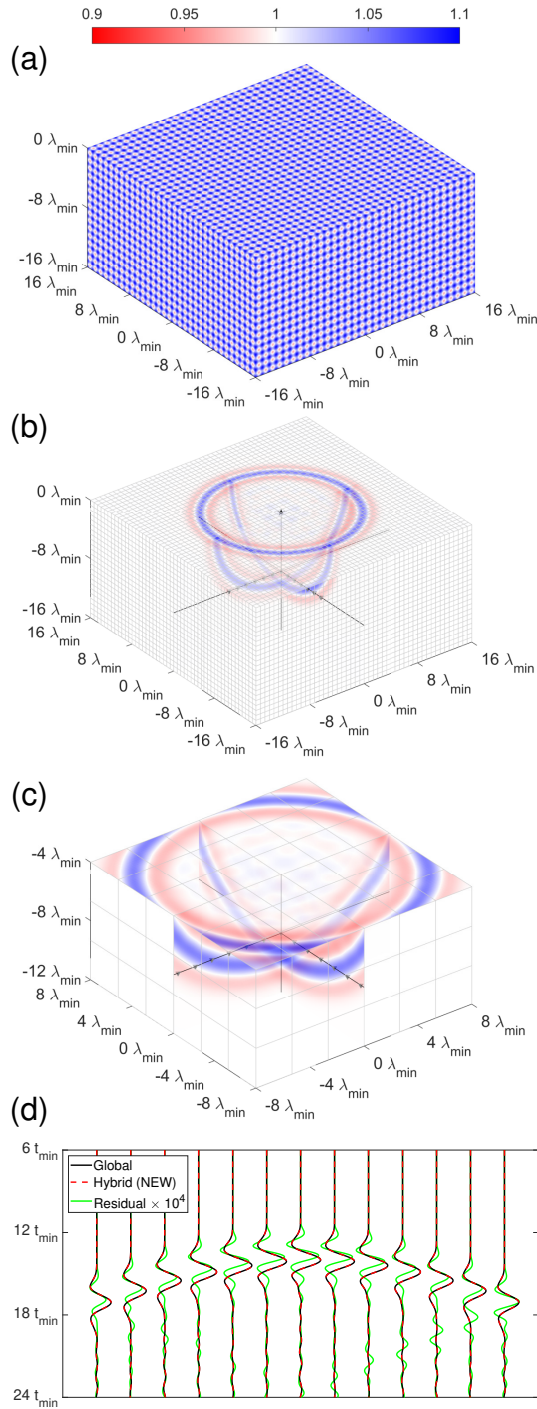 0.9 0.95 1 1.05 1.1
(a)
0 λmin
-8 λmin
-16 λmin
16 λmin
8 λmin
0 λmin
-8 λmin
-16 λmin
-16 λmin
-8 λmin
0 λmin
8 λmin
16 λmin
(b)
0 λmin
-8 λmin
-16 λmin
16 λmin
8 λmin
0 λmin
-8 λmin
-16 λmin
-16 λmin
-8 λmin
0 λmin
8 λmin
16 λmin
(c)
-4 λmin
-8 λmin
-12 λmin
8 λmin
4 λmin
0 λmin
-4 λmin
-8 λmin
-8 λmin
-4 λmin
0 λmin
4 λmin
8 λmin
(d)
6 tmin
12 tmin
18 tmin
24 tmin
Global
Hybrid (NEW)
Residual × 10^4